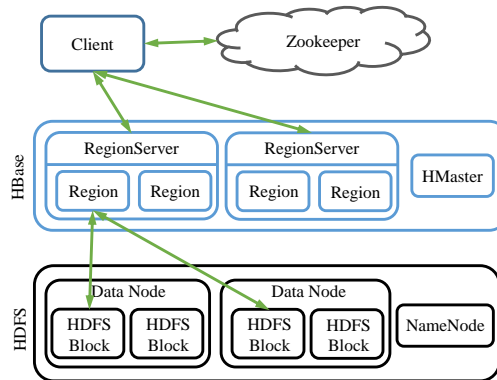 Client
Zookeeper
HBase
RegionServer
RegionServer
Region
Region
Region
Region
HMaster
HDFS
Data Node
Data Node
HDFS
Block
HDFS
Block
HDFS
Block
HDFS
Block
NameNode